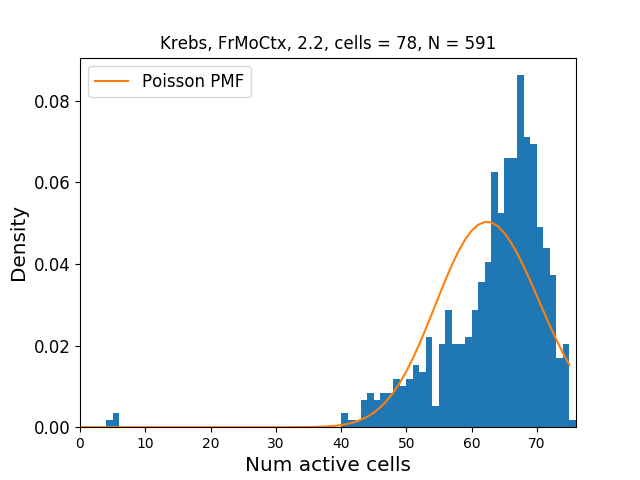 Krebs, FrMoCtx, 2.2, cells = 78, N = 591
Poisson PMF
Density
0.08
0.06
0.04
0.02
0.00
0 10 20 30 40 50 60 70
Num active cells